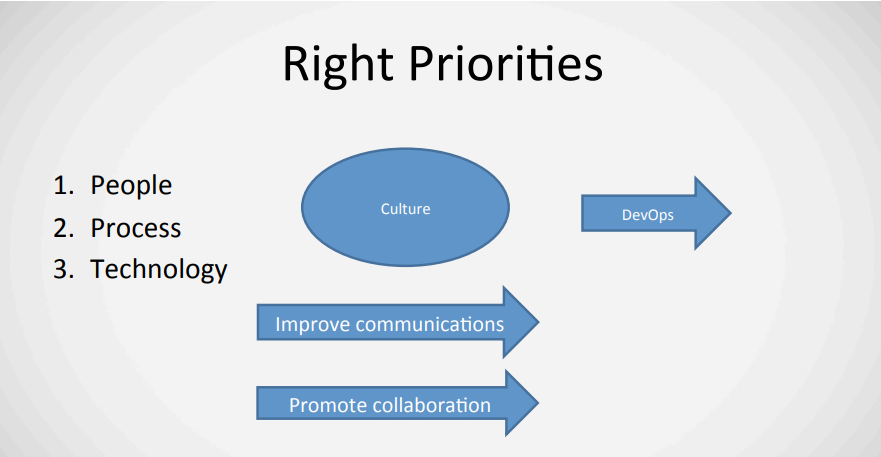 Right Priorities
1. People
2. Process
3. Technology
Culture
DevOps
Improve communications
Promote collaboration